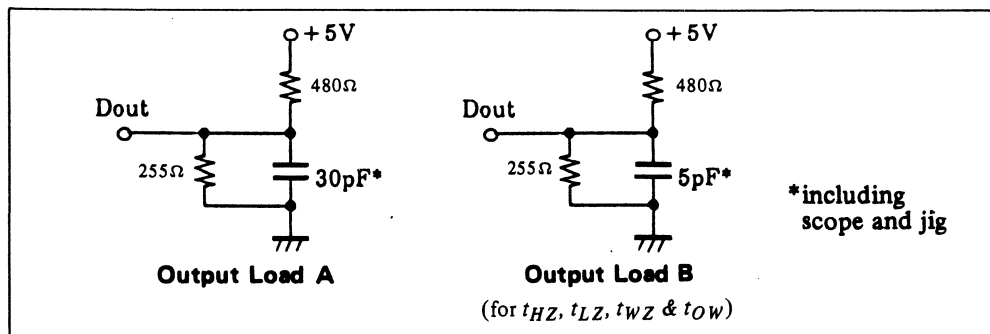 +5V
480Ω
Dout
255Ω
30pF*
Output Load A
+5V
480Ω
Dout
255Ω
5pF*
Output Load B
(for tHZ, tLZ, tWZ & tOW)
*including
scope and jig